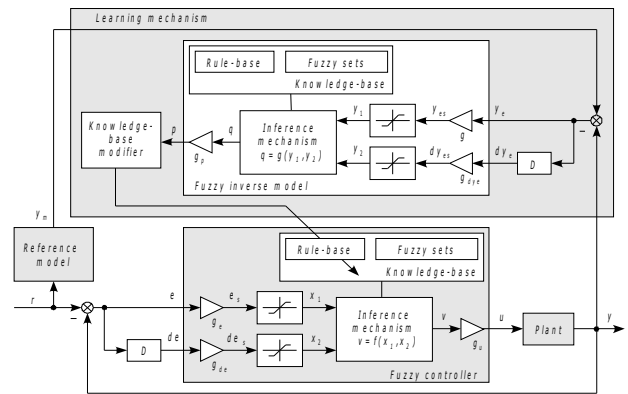 Learning mechanism
Rule-base
Fuzzy sets
Knowledge-base
Knowledge-
base
modifier
p
g_p
q
Inference
mechanism
q = g(y_1,y_2)
y_1
y_es
g
y_e
−
y_2
dy_es
g_dye
dy_e
D
Fuzzy inverse model
y_m
Reference
model
Rule-base
Fuzzy sets
Knowledge-base
r
−
e
g_e
e_s
x_1
Inference
mechanism
v = f(x_1,x_2)
v
g_u
u
Plant
y
D
de
g_de
de_s
x_2
Fuzzy controller